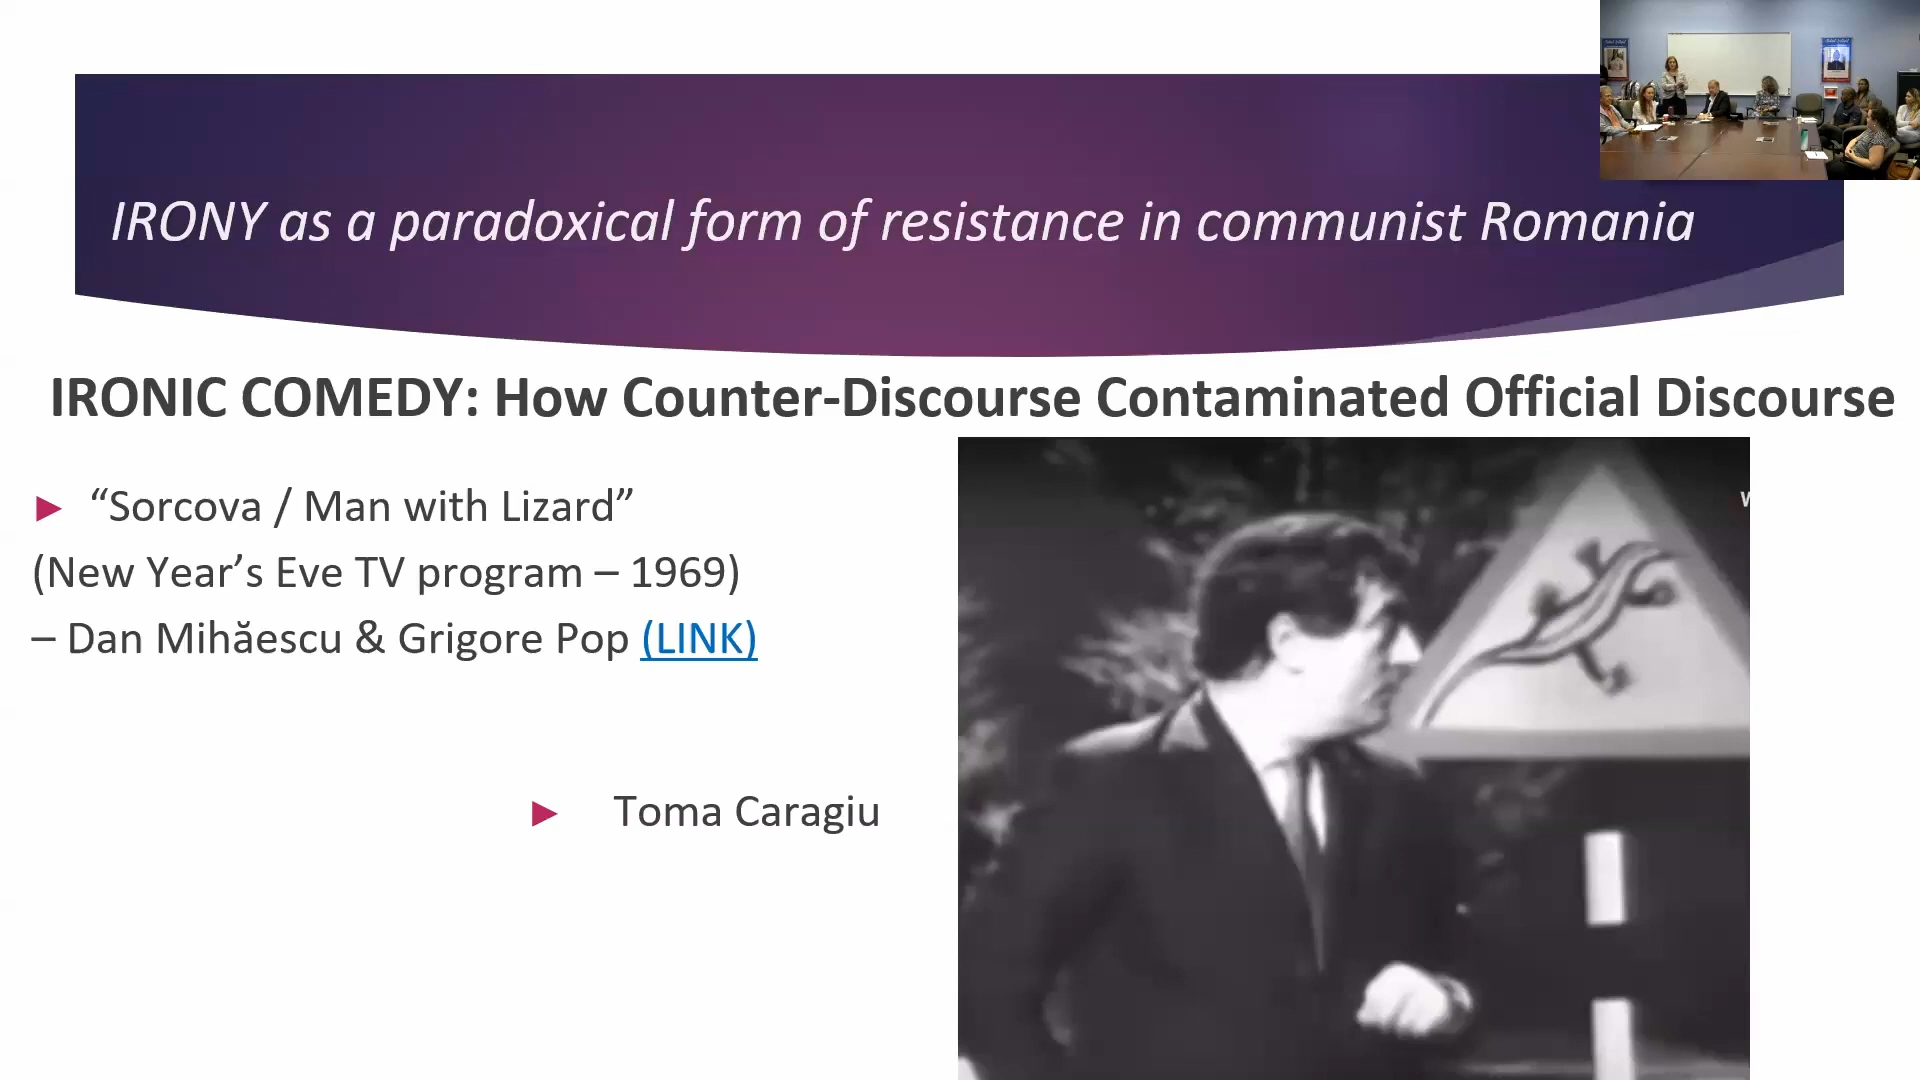 IRONY as a paradoxical form of resistance in communist Romania
IRONIC COMEDY: How Counter-Discourse Contaminated Official Discourse
“Sorcova / Man with Lizard”
(New Year’s Eve TV program – 1969)
– Dan Mihăescu & Grigore Pop (LINK)
Toma Caragiu